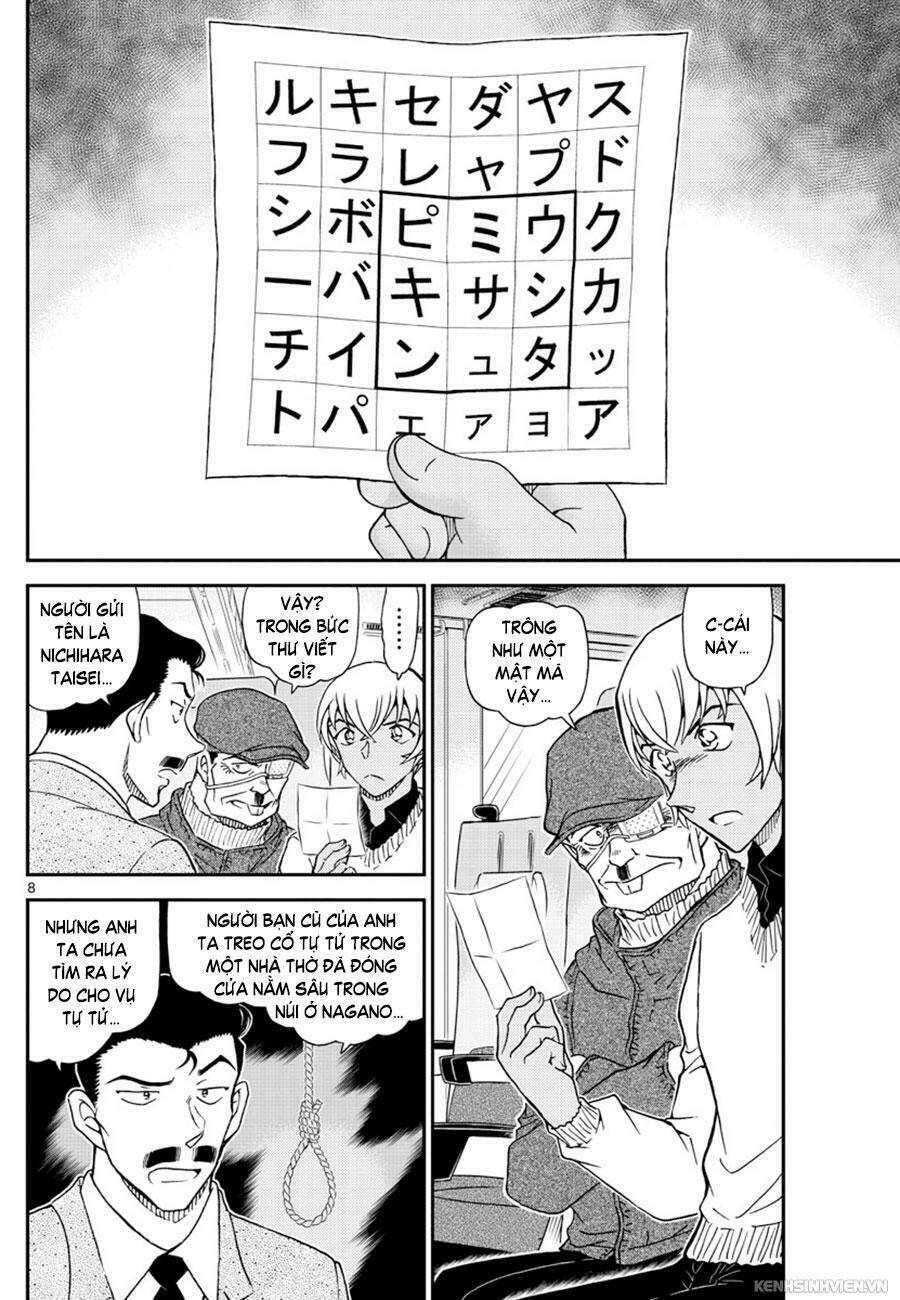 ルキセダヤス
フラレャプド
シボピミウク
ーバキサシカ
チインュタッ
トパェァョア
C-CÁI
NÀY...
TRÔNG
NHƯ MỘT
MẬT MÃ
VẬY...
........
VẬY?
TRONG BỨC
THƯ VIẾT
GÌ?
NGƯỜI GỬI
TÊN LÀ
NICHIHARA
TAISEI...
8
NGƯỜI BẠN CŨ CỦA ANH
TA TREO CỔ TỰ TỬ TRONG
MỘT NHÀ THỜ ĐÃ ĐÓNG
CỬA NẰM SÂU TRONG
NÚI Ở NAGANO...
NHƯNG ANH
TA CHƯA
TÌM RA LÝ
DO CHO VỤ
TỰ TỬ...
KENHSINHVIEN.VN